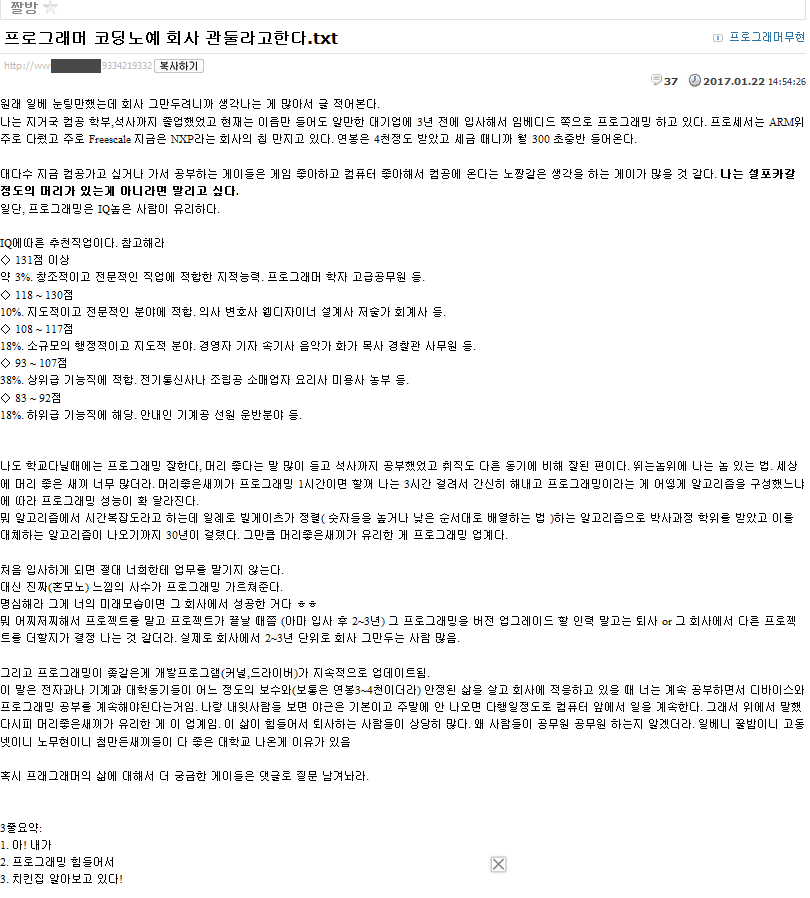 짤방
프로그래머 코딩노예 회사 관둘라고한다.txt
프로그래머무현
http://ww 9334219332 복사하기
37 2017.01.22 14:54:26
원래 일베 눈팅만했는데 회사 그만두려니까 생각나는 게 많아서 글 적어본다.
나는 지거국 컴공 학부,석사까지 졸업했었고 현재는 이름만 들어도 알만한 대기업에 3년 전에 입사해서 임베디드 쪽으로 프로그래밍 하고 있다. 프로세서는 ARM위
주로 다뤘고 주로 Freescale 지금은 NXP라는 회사의 칩 만지고 있다. 연봉은 4천정도 받았고 세금 때니까 월 300 초중반 들어온다.
대다수 지금 컴공가고 싶거나 가서 공부하는 게이들은 게임 좋아하고 컴퓨터 좋아해서 컴공에 온다는 노짱같은 생각을 하는 게이가 많을 것 같다. 나는 설포카갈
정도의 머리가 있는게 아니라면 말리고 싶다.
일단, 프로그래밍은 IQ높은 사람이 유리하다.
IQ에따른 추천직업이다. 참고해라
◇ 131점 이상
약 3%. 창조적이고 전문적인 직업에 적합한 지적능력. 프로그래머 학자 고급공무원 등.
◇ 118 ~ 130점
10%. 지도적이고 전문적인 분야에 적합. 의사 변호사 웹디자이너 설계사 저술가 회계사 등.
◇ 108 ~ 117점
18%. 소규모의 행정적이고 지도적 분야. 경영자 기자 속기사 음악가 화가 목사 경찰관 사무원 등.
◇ 93 ~ 107점
38%. 상위급 기능직에 적합. 전기통신사나 조립공 소매업자 요리사 미용사 농부 등.
◇ 83 ~ 92점
18%. 하위급 기능직에 해당. 안내인 기계공 선원 운반분야 등.
나도 학교다닐때에는 프로그래밍 잘한다, 머리 좋다는 말 많이 듣고 석사까지 공부했었고 취직도 다른 동기에 비해 잘된 편이다. 뛰는놈위에 나는 놈 있는 법. 세상
에 머리 좋은 새끼 너무 많더라. 머리좋은새끼가 프로그래밍 1시간이면 할꺼 나는 3시간 걸려서 간신히 해내고 프로그래밍이라는 게 어떻게 알고리즘을 구성했느냐
에 따라 프로그래밍 성능이 확 달라진다.
뭐 알고리즘에서 시간복잡도라고 하는데 일례로 빌게이츠가 정렬( 숫자들을 높거나 낮은 순서대로 배열하는 법 )하는 알고리즘으로 박사과정 학위를 받았고 이를
대체하는 알고리즘이 나오기까지 30년이 걸렸다. 그만큼 머리좋은새끼가 유리한 게 프로그래밍 업계다.
처음 입사하게 되면 절대 너희한테 업무를 맡기지 않는다.
대신 진짜(혼모노) 느낌의 사수가 프로그래밍 가르쳐준다.
명심해라 그게 너의 미래모습이면 그 회사에서 성공한 거다 ㅎㅎ
뭐 어찌저찌해서 프로젝트를 맡고 프로젝트가 끝날 때쯤 (아마 입사 후 2~3년) 그 프로그래밍을 버전 업그레이드 할 인력 말고는 퇴사 or 그 회사에서 다른 프로젝
트를 더할지가 결정 나는 것 같더라. 실제로 회사에서 2~3년 단위로 회사 그만두는 사람 많음.
그리고 프로그래밍이 좆같은게 개발프로그램(커널,드라이버)가 지속적으로 업데이트됨.
이 말은 전자과나 기계과 대학동기들이 어느 정도의 보수와(보통은 연봉3~4천이더라) 안정된 삶을 살고 회사에 적응하고 있을 때 너는 계속 공부하면서 디바이스와
프로그래밍 공부를 계속해야된다는거임. 나랑 내윗사람들 보면 야근은 기본이고 주말에 안 나오면 다행일정도로 컴퓨터 앞에서 일을 계속한다. 그래서 위에서 말했
다시피 머리좋은새끼가 유리한 게 이 업계임. 이 삶이 힘들어서 퇴사하는 사람들이 상당히 많다. 왜 사람들이 공무원 공무원 하는지 알겠더라. 일베니 꿀밤이니 고동
넷이니 노무현이니 첨만든새끼들이 다 좋은 대학교 나온게 이유가 있음
혹시 프래그래머의 삶에 대해서 더 궁금한 게이들은 댓글로 질문 남겨놔라.
3줄요약:
1. 아! 내가
2. 프로그래밍 힘들어서
3. 치킨집 알아보고 있다!